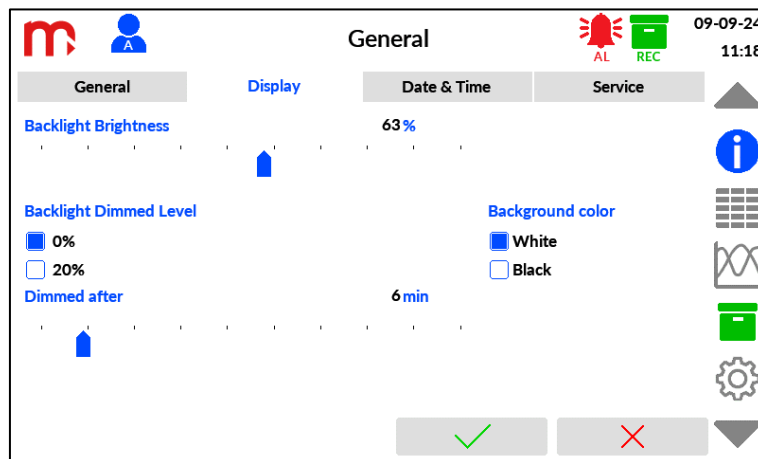 m
A
General
AL
REC
09-09-24
11:18
General
Display
Date & Time
Service
Backlight Brightness
63 %
Backlight Dimmed Level
Background color
0%
White
20%
Black
Dimmed after
6 min